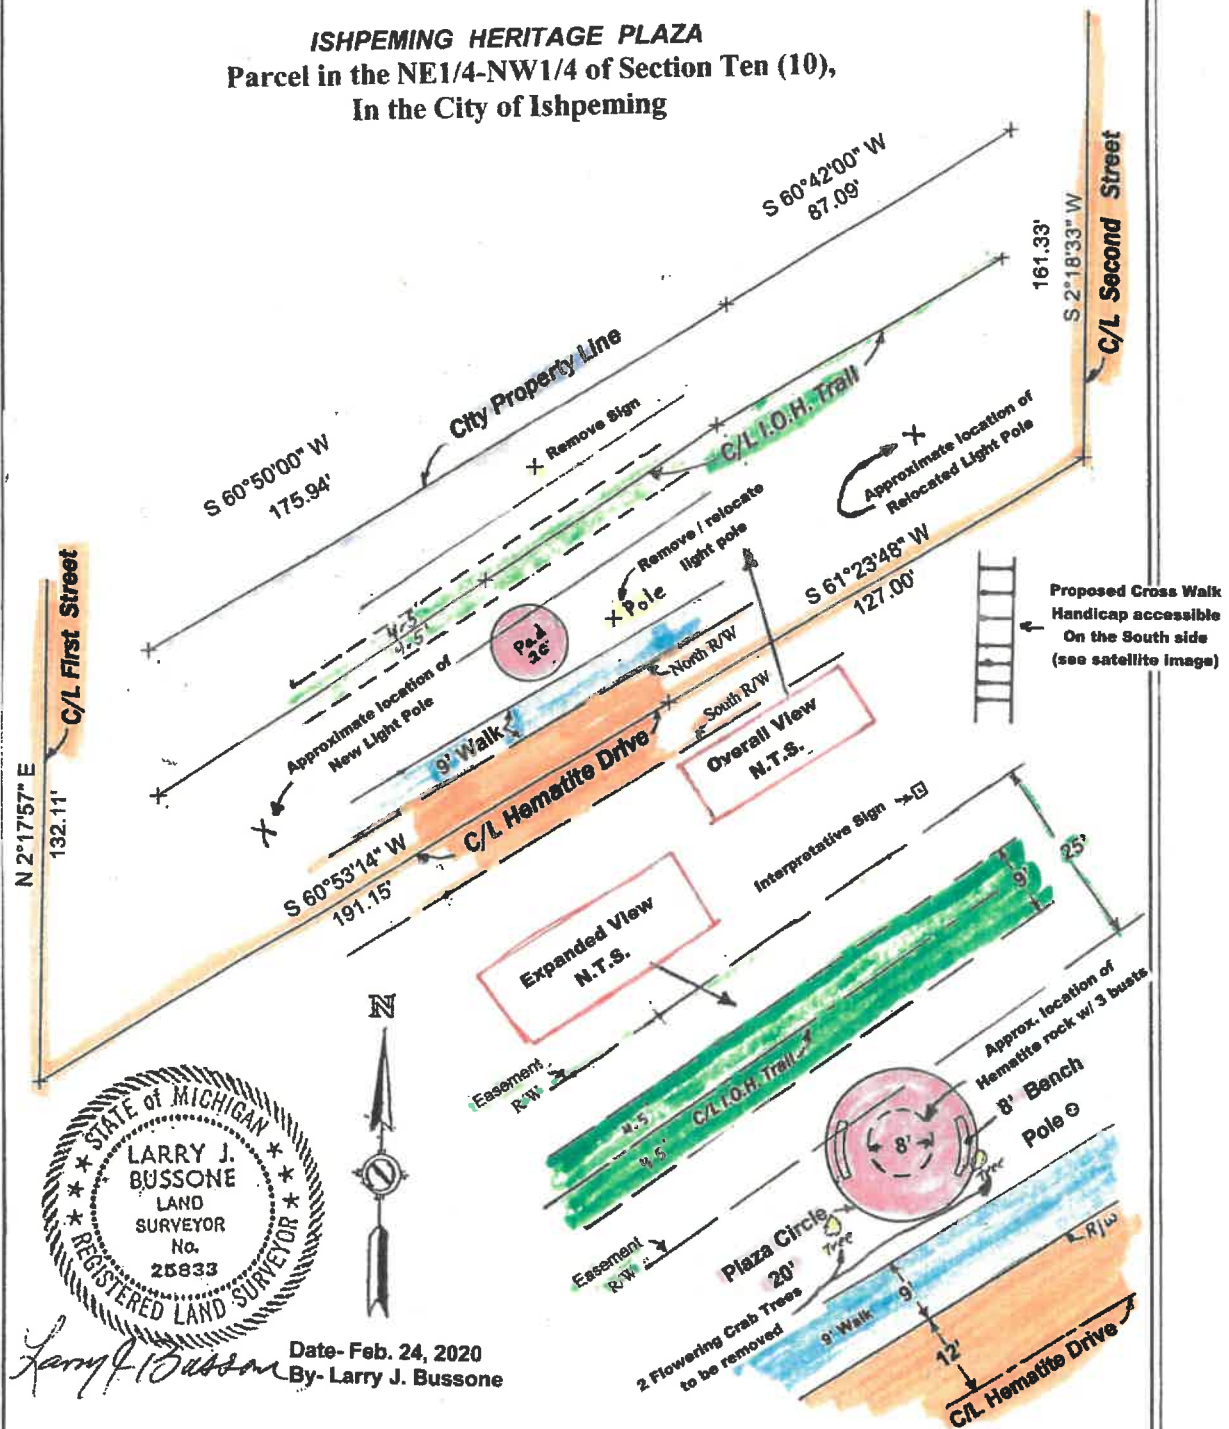 ISHPEMING HERITAGE PLAZA
Parcel in the NE1/4-NW1/4 of Section Ten (10),
In the City of Ishpeming
S 60°42'00" W
87.09'
161.33'
S 2°18'33" W
C/L Second Street
City Property Line
Remove Sign
C/L I.O.H. Trail
S 60°50'00" W
175.94'
Approximate location of
Relocated Light Pole
Remove / relocate
light pole
Pole
S 61°23'48" W
127.00'
Proposed Cross Walk
Handicap accessible
On the South side
(see satellite image)
C/L First Street
N 2°17'57" E
132.11'
4.5'
4.5'
Pad
20'
North R/W
South R/W
Approximate location of
New Light Pole
9' Walk
C/L Hematite Drive
Overall View
N.T.S.
S 60°53'14" W
191.15'
Interpretative Sign
25'
9'
Expanded View
N.T.S.
N
Easement
R/W
C/L I.O.H. Trail
4.5
4.5'
Approx. location of
Hematite rock w/ 3 busts
8' Bench
Pole
8'
Tree
Tree
Plaza Circle
20'
Easement
R/W
2 Flowering Crab Trees
to be removed
R/W
9' Walk
9'
12'
C/L Hematite Drive
STATE of MICHIGAN
LARRY J.
BUSSONE
LAND
SURVEYOR
No.
25833
REGISTERED LAND SURVEYOR
Larry J Bussone
Date- Feb. 24, 2020
By- Larry J. Bussone